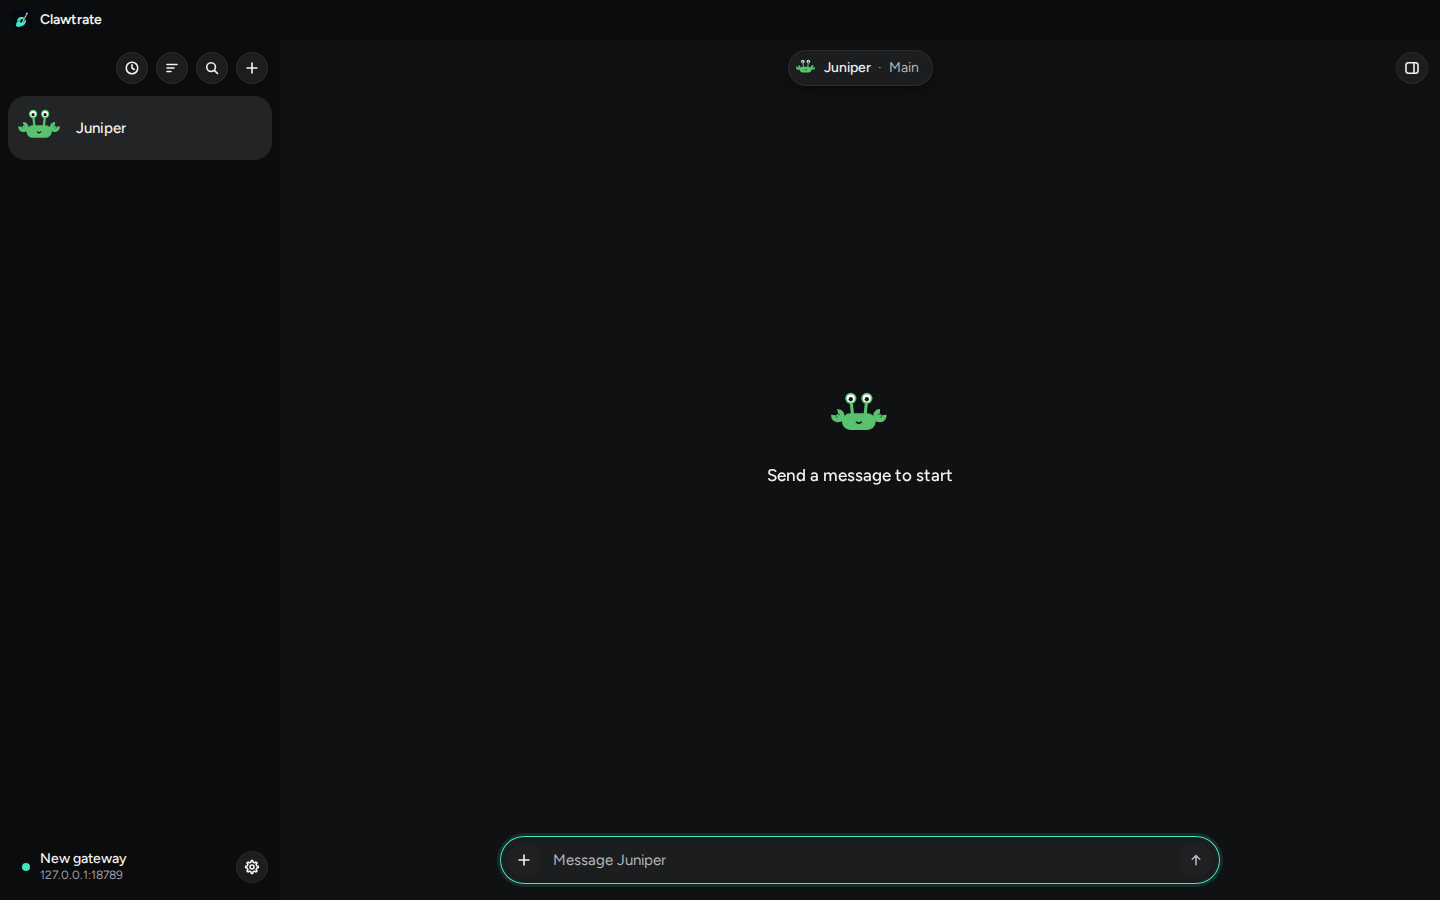 Clawtrate
Juniper · Main
Juniper
Send a message to start
New gateway
127.0.0.1:18789
Message Juniper